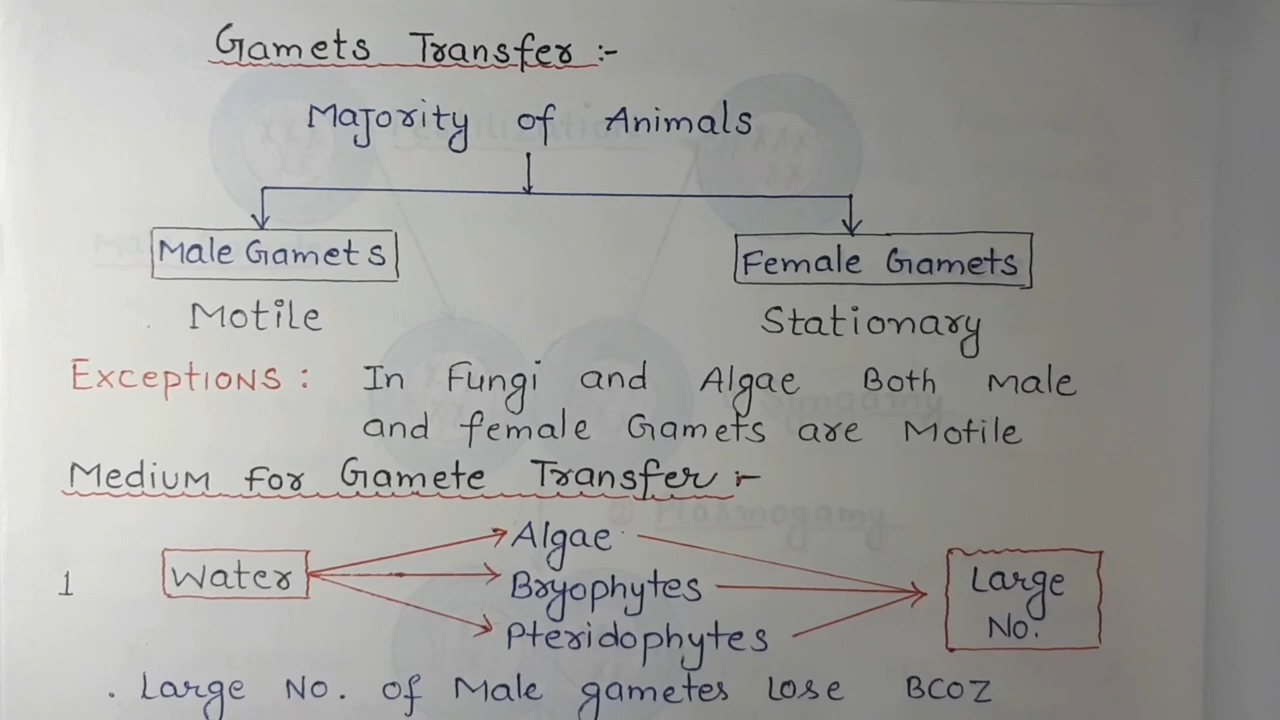 Gamets Transfer :-
Majority of Animals
Male Gamets
Female Gamets
Motile
Stationary
Exceptions : In Fungi and Algae Both Male
and female Gamets are Motile
Medium for Gamete Transfer :-
Algae
1 Water Bryophytes Large
No.
Pteridophytes
. Large No. of Male gametes lose BCOZ
Plasmogamy